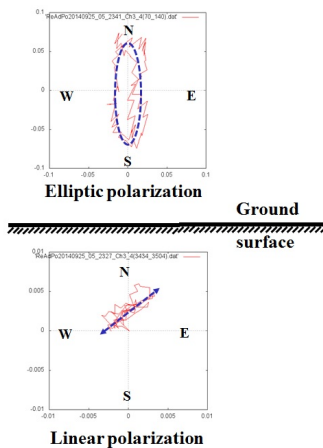 'ReAdPo20140925_05_2341_Ch3_4(70_140).dat'
0.1
N
0.05
W
0
E
-0.05
S
-0.1
-0.1 -0.05 0 0.05 0.1
Elliptic polarization
Ground
surface
'ReAdPo20140925_05_2327_Ch3_4(3434_3504).dat'
0.01
N
0.005
W
0
E
-0.005
S
-0.01
-0.01 -0.005 0 0.005 0.01
Linear polarization